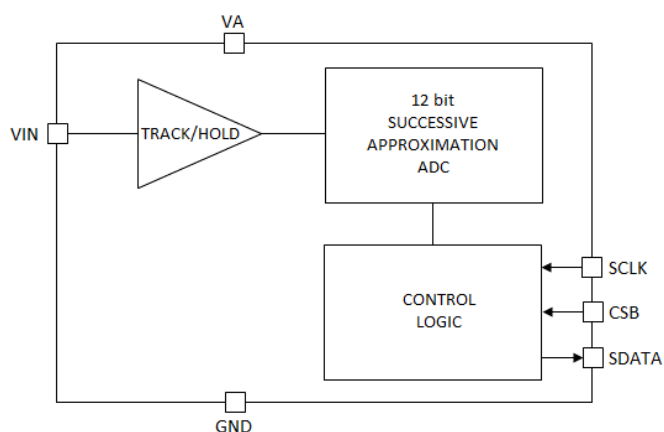 VA
VIN
TRACK/HOLD
12 bit
SUCCESSIVE
APPROXIMATION
ADC
CONTROL
LOGIC
SCLK
CSB
SDATA
GND